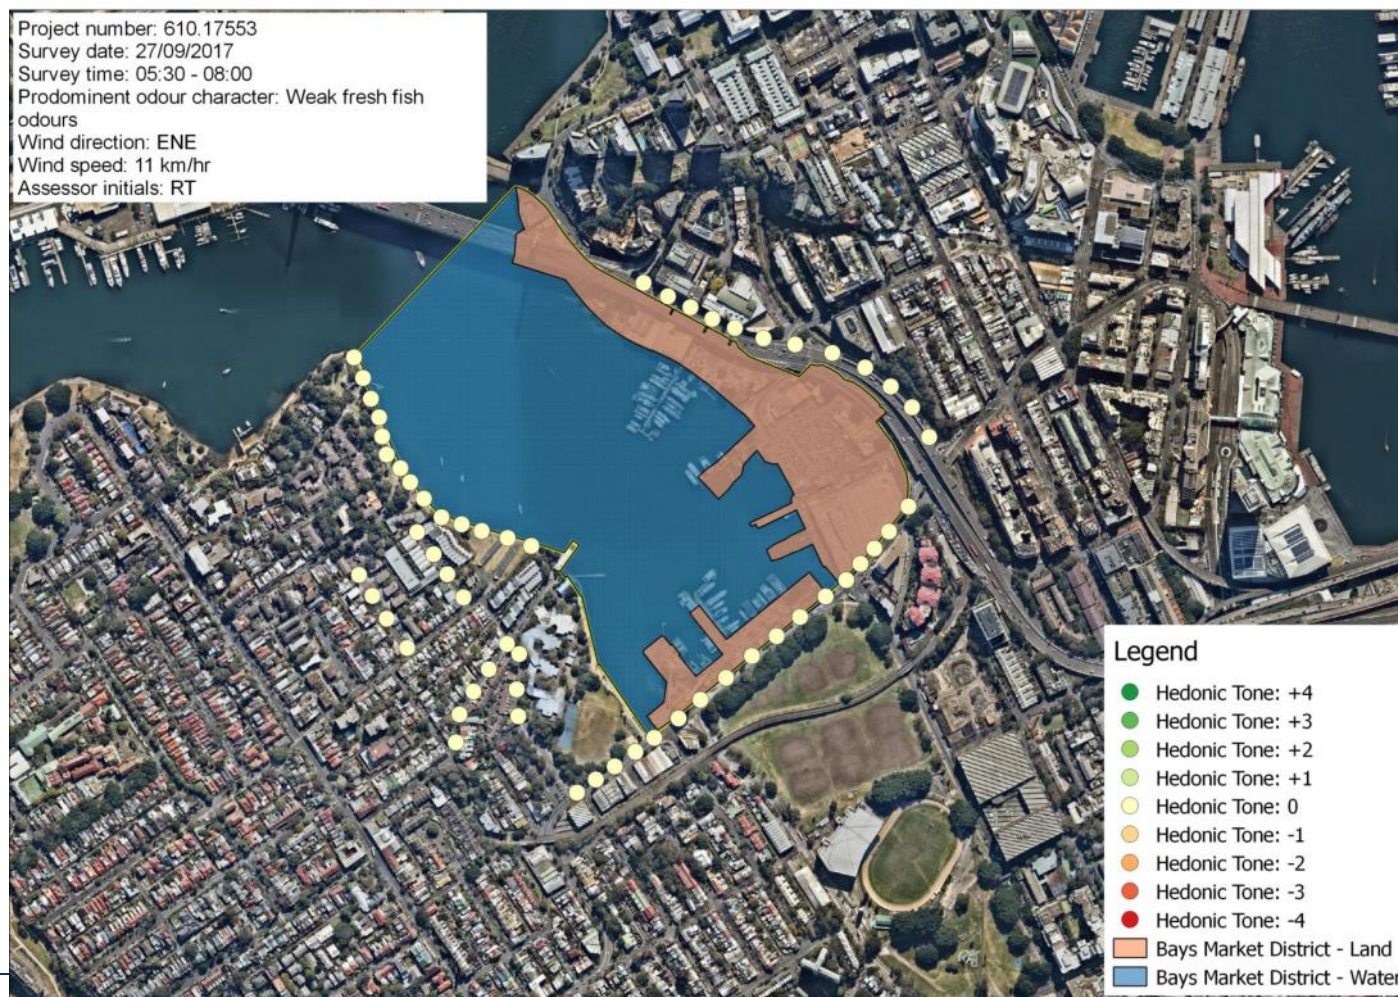 Project number: 610.17553
Survey date: 27/09/2017
Survey time: 05:30 - 08:00
Prodominent odour character: Weak fresh fish
odours
Wind direction: ENE
Wind speed: 11 km/hr
Assessor initials: RT
Legend
Hedonic Tone: +4
Hedonic Tone: +3
Hedonic Tone: +2
Hedonic Tone: +1
Hedonic Tone: 0
Hedonic Tone: -1
Hedonic Tone: -2
Hedonic Tone: -3
Hedonic Tone: -4
Bays Market District - Land
Bays Market District - Water